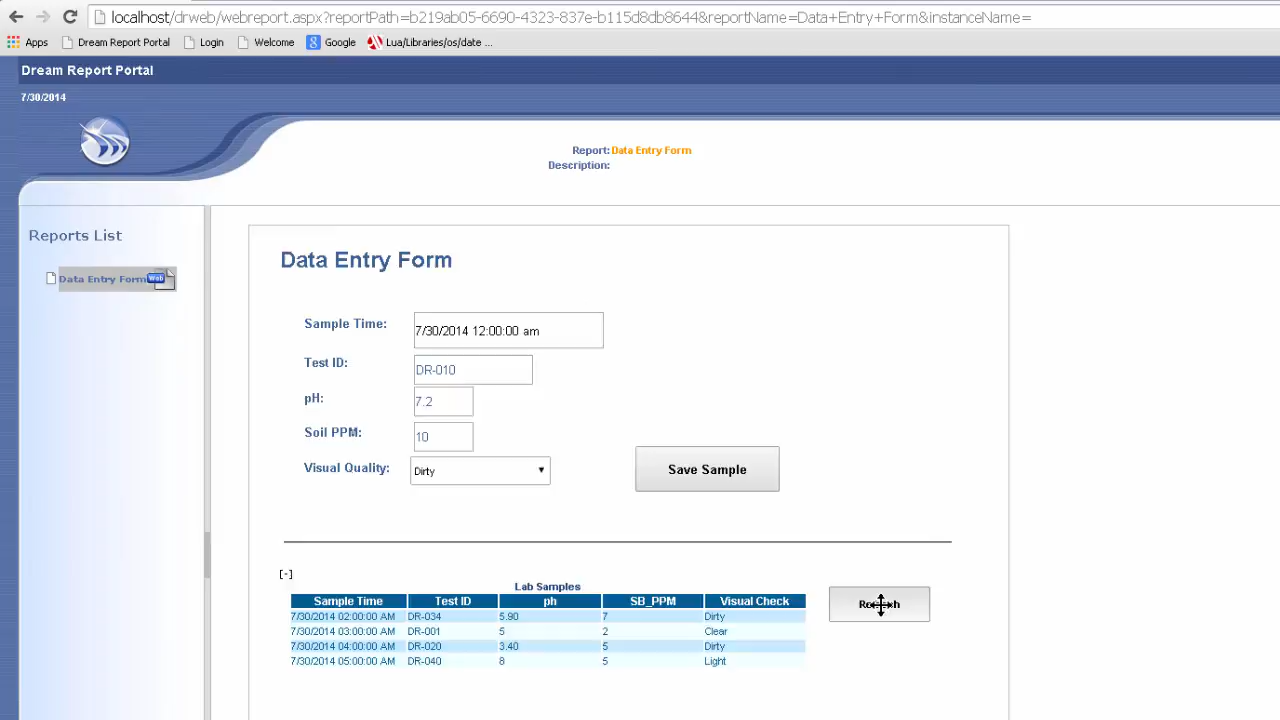 localhost/drweb/webreport.aspx?reportPath=b219ab05-6690-4323-837e-b115d8db8644&reportName=Data+Entry+Form&instanceName=
Apps Dream Report Portal Login Welcome Google Lua/Libraries/os/date ...
Dream Report Portal
7/30/2014
Report: Data Entry Form
Description:
Reports List
Data Entry Form Web
Data Entry Form
Sample Time: 7/30/2014 12:00:00 am
Test ID: DR-010
pH: 7.2
Soil PPM: 10
Visual Quality: Dirty
Save Sample
[-]
Lab Samples
Sample Time Test ID ph SB_PPM Visual Check
7/30/2014 02:00:00 AM DR-034 5.90 7 Dirty
7/30/2014 03:00:00 AM DR-001 5 2 Clear
7/30/2014 04:00:00 AM DR-020 3.40 5 Dirty
7/30/2014 05:00:00 AM DR-040 8 5 Light